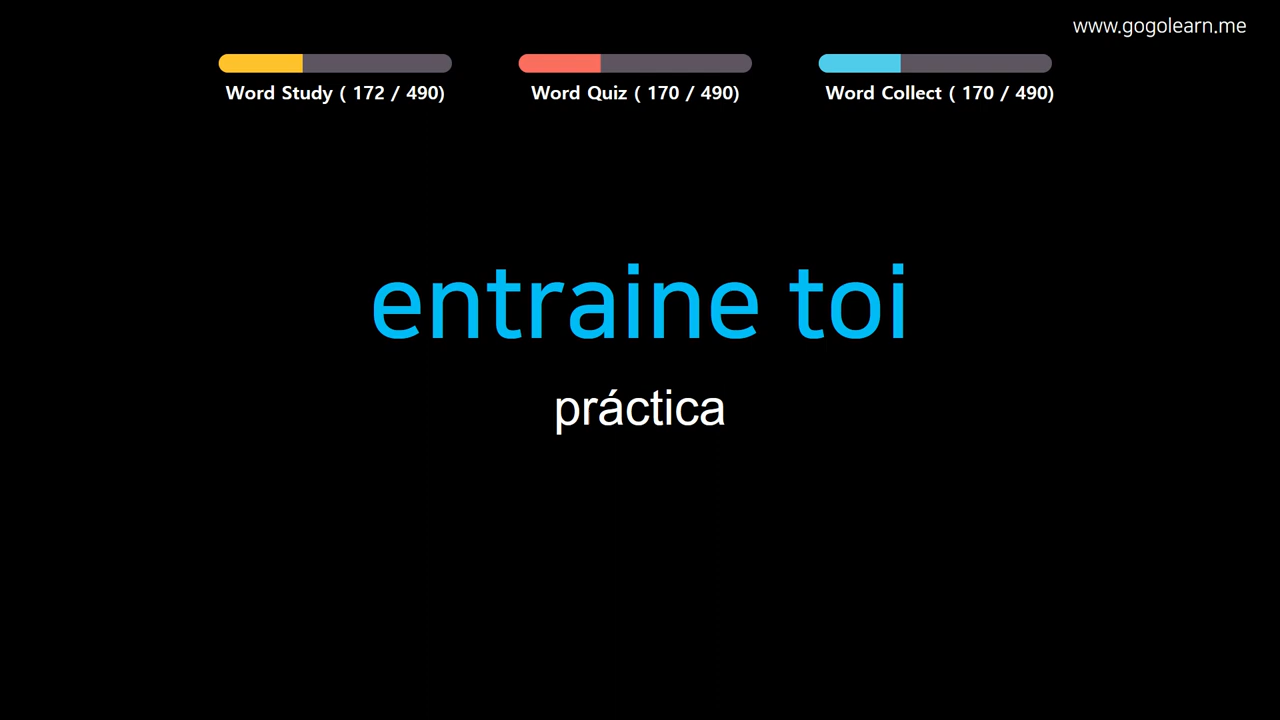 www.gogolearn.me
Word Study ( 172 / 490)
Word Quiz ( 170 / 490)
Word Collect ( 170 / 490)
entraine toi
práctica